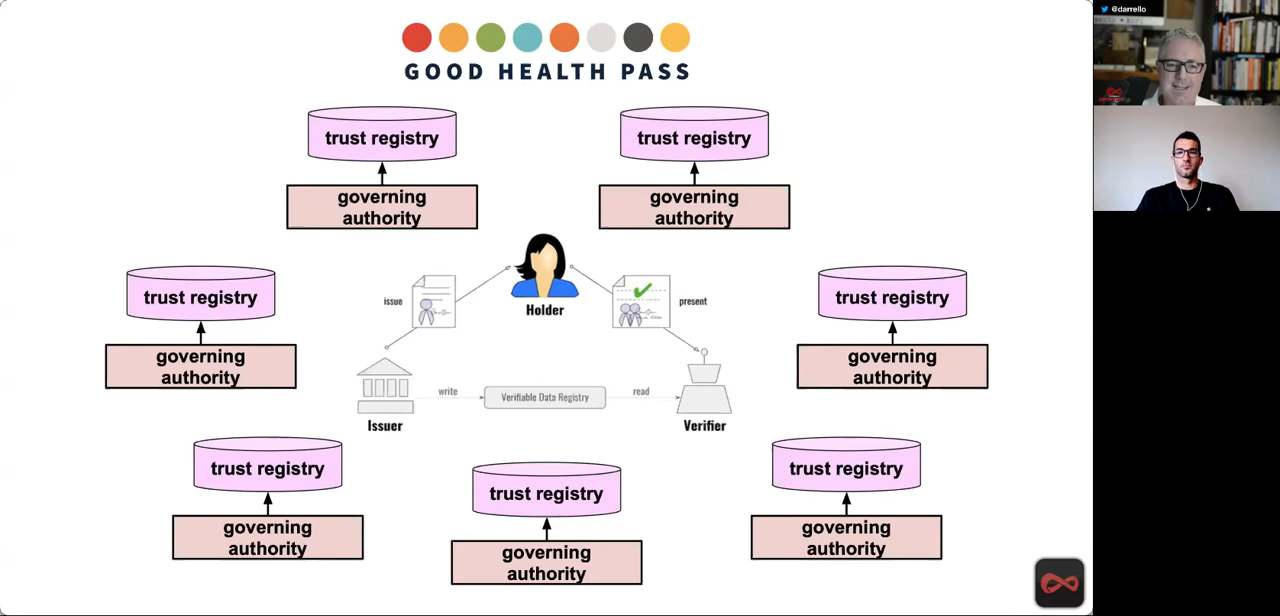 @darrello
GOOD HEALTH PASS
trust registry
trust registry
governing
authority
governing
authority
issue
present
Holder
trust registry
trust registry
governing
authority
governing
authority
write
Verifiable Data Registry
read
Issuer
Verifier
trust registry
trust registry
trust registry
governing
authority
governing
authority
governing
authority